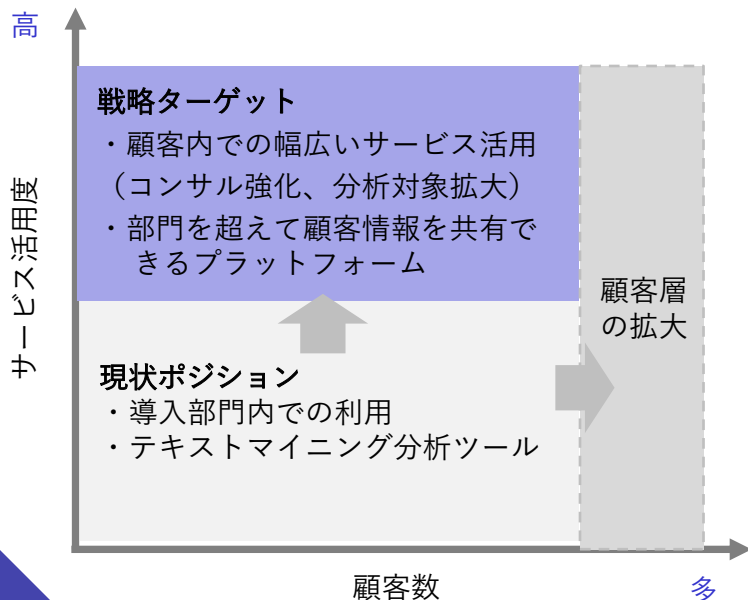 高
サービス活用度
戦略ターゲット
・顧客内での幅広いサービス活用
（コンサル強化、分析対象拡大）
・部門を超えて顧客情報を共有で
きるプラットフォーム
現状ポジション
・導入部門内での利用
・テキストマイニング分析ツール
顧客層
の拡大
顧客数
多